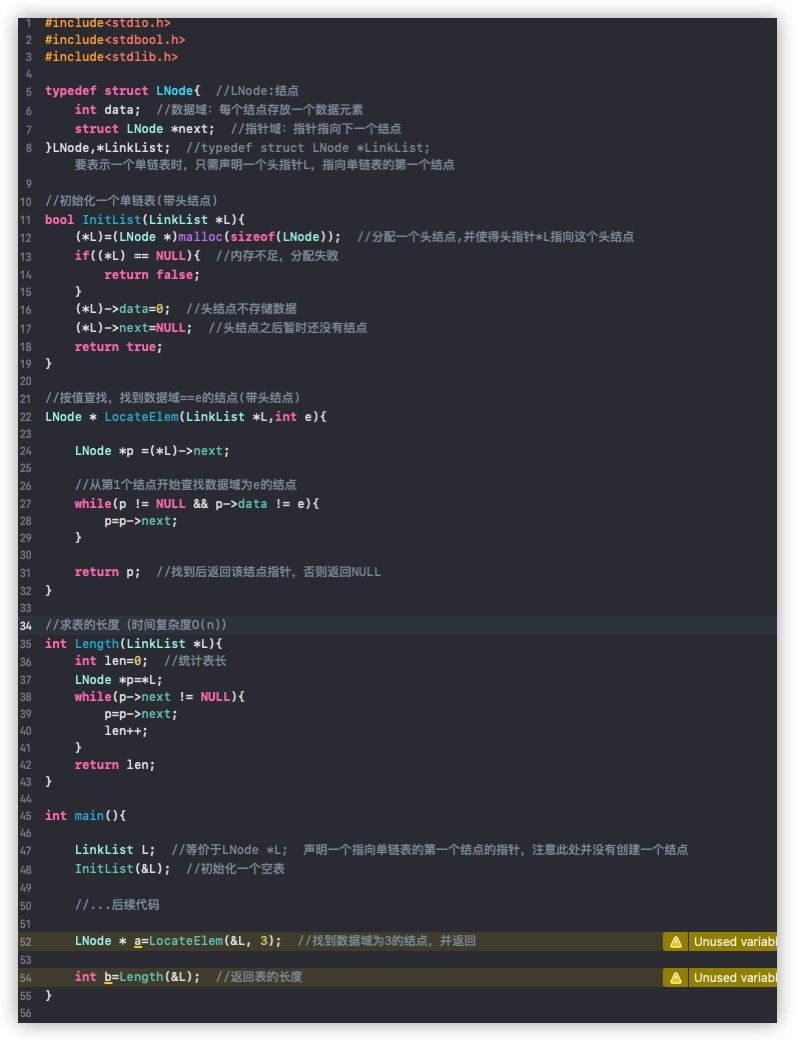 1 #include<stdio.h>
2 #include<stdbool.h>
3 #include<stdlib.h>
4
5 typedef struct LNode{  //LNode:结点
6     int data;  //数据域：每个结点存放一个数据元素
7     struct LNode *next;  //指针域：指针指向下一个结点
8 }LNode,*LinkList;  //typedef struct LNode *LinkList;
    要表示一个单链表时，只需声明一个头指针L，指向单链表的第一个结点
9
10 //初始化一个单链表(带头结点)
11 bool InitList(LinkList *L){
12     (*L)=(LNode *)malloc(sizeof(LNode));  //分配一个头结点,并使得头指针*L指向这个头结点
13     if((*L) == NULL){  //内存不足，分配失败
14         return false;
15     }
16     (*L)->data=0;  //头结点不存储数据
17     (*L)->next=NULL;  //头结点之后暂时还没有结点
18     return true;
19 }
20
21 //按值查找，找到数据域==e的结点(带头结点)
22 LNode * LocateElem(LinkList *L,int e){
23
24     LNode *p =(*L)->next;
25
26     //从第1个结点开始查找数据域为e的结点
27     while(p != NULL && p->data != e){
28         p=p->next;
29     }
30
31     return p;  //找到后返回该结点指针，否则返回NULL
32 }
33
34 //求表的长度（时间复杂度O(n)）
35 int Length(LinkList *L){
36     int len=0;  //统计表长
37     LNode *p=*L;
38     while(p->next != NULL){
39         p=p->next;
40         len++;
41     }
42     return len;
43 }
44
45 int main(){
46
47     LinkList L;  //等价于LNode *L;  声明一个指向单链表的第一个结点的指针，注意此处并没有创建一个结点
48     InitList(&L);  //初始化一个空表
49
50     //...后续代码
51
52     LNode * a=LocateElem(&L, 3);  //找到数据域为3的结点，并返回 Unused variabl
53
54     int b=Length(&L);  //返回表的长度 Unused variabl
55 }
56